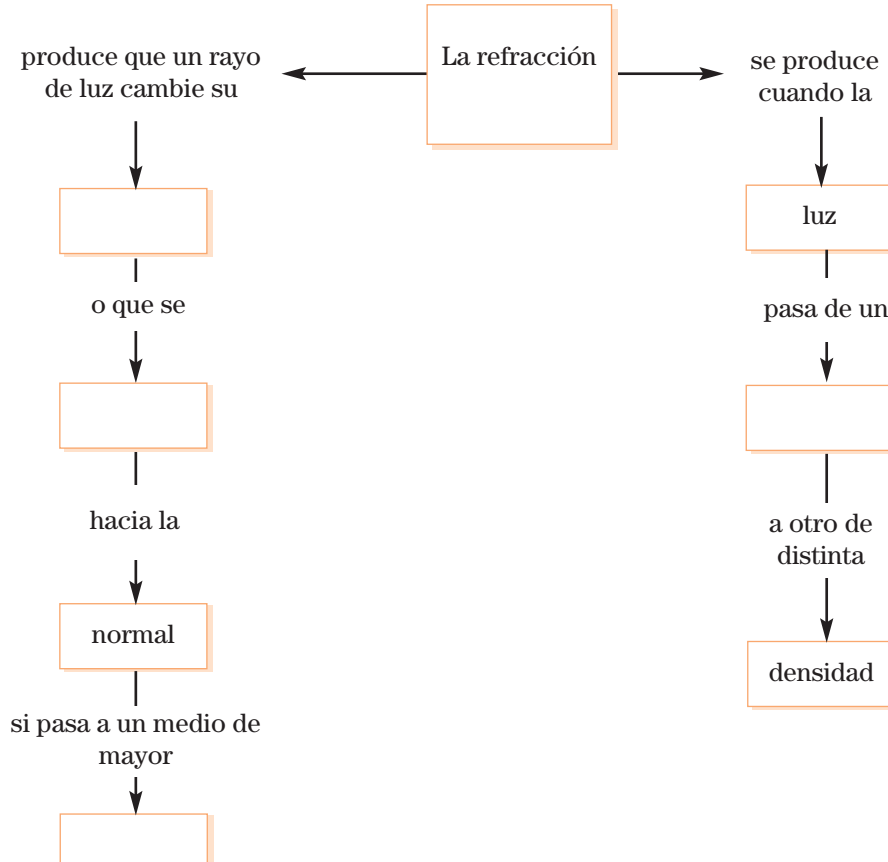 La refracción
produce que un rayo
de luz cambie su
o que se
hacia la
normal
si pasa a un medio de
mayor
se produce
cuando la
luz
pasa de un
a otro de
distinta
densidad